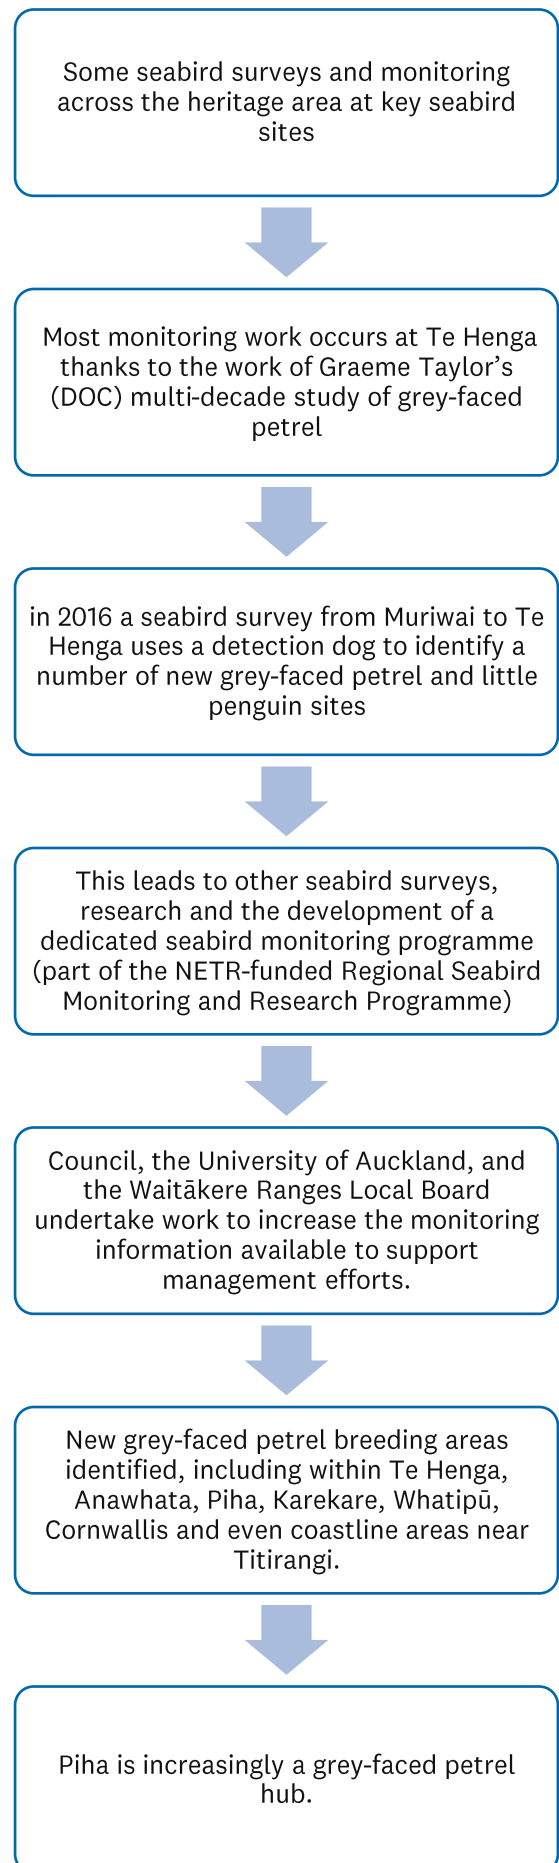 Some seabird surveys and monitoring
across the heritage area at key seabird
sites
Most monitoring work occurs at Te Henga
thanks to the work of Graeme Taylor’s
(DOC) multi-decade study of grey-faced
petrel
in 2016 a seabird survey from Muriwai to Te
Henga uses a detection dog to identify a
number of new grey-faced petrel and little
penguin sites
This leads to other seabird surveys,
research and the development of a
dedicated seabird monitoring programme
(part of the NETR-funded Regional Seabird
Monitoring and Research Programme)
Council, the University of Auckland, and
the Waitākere Ranges Local Board
undertake work to increase the monitoring
information available to support
management efforts.
New grey-faced petrel breeding areas
identified, including within Te Henga,
Anawhata, Piha, Karekare, Whatipū,
Cornwallis and even coastline areas near
Titirangi.
Piha is increasingly a grey-faced petrel
hub.